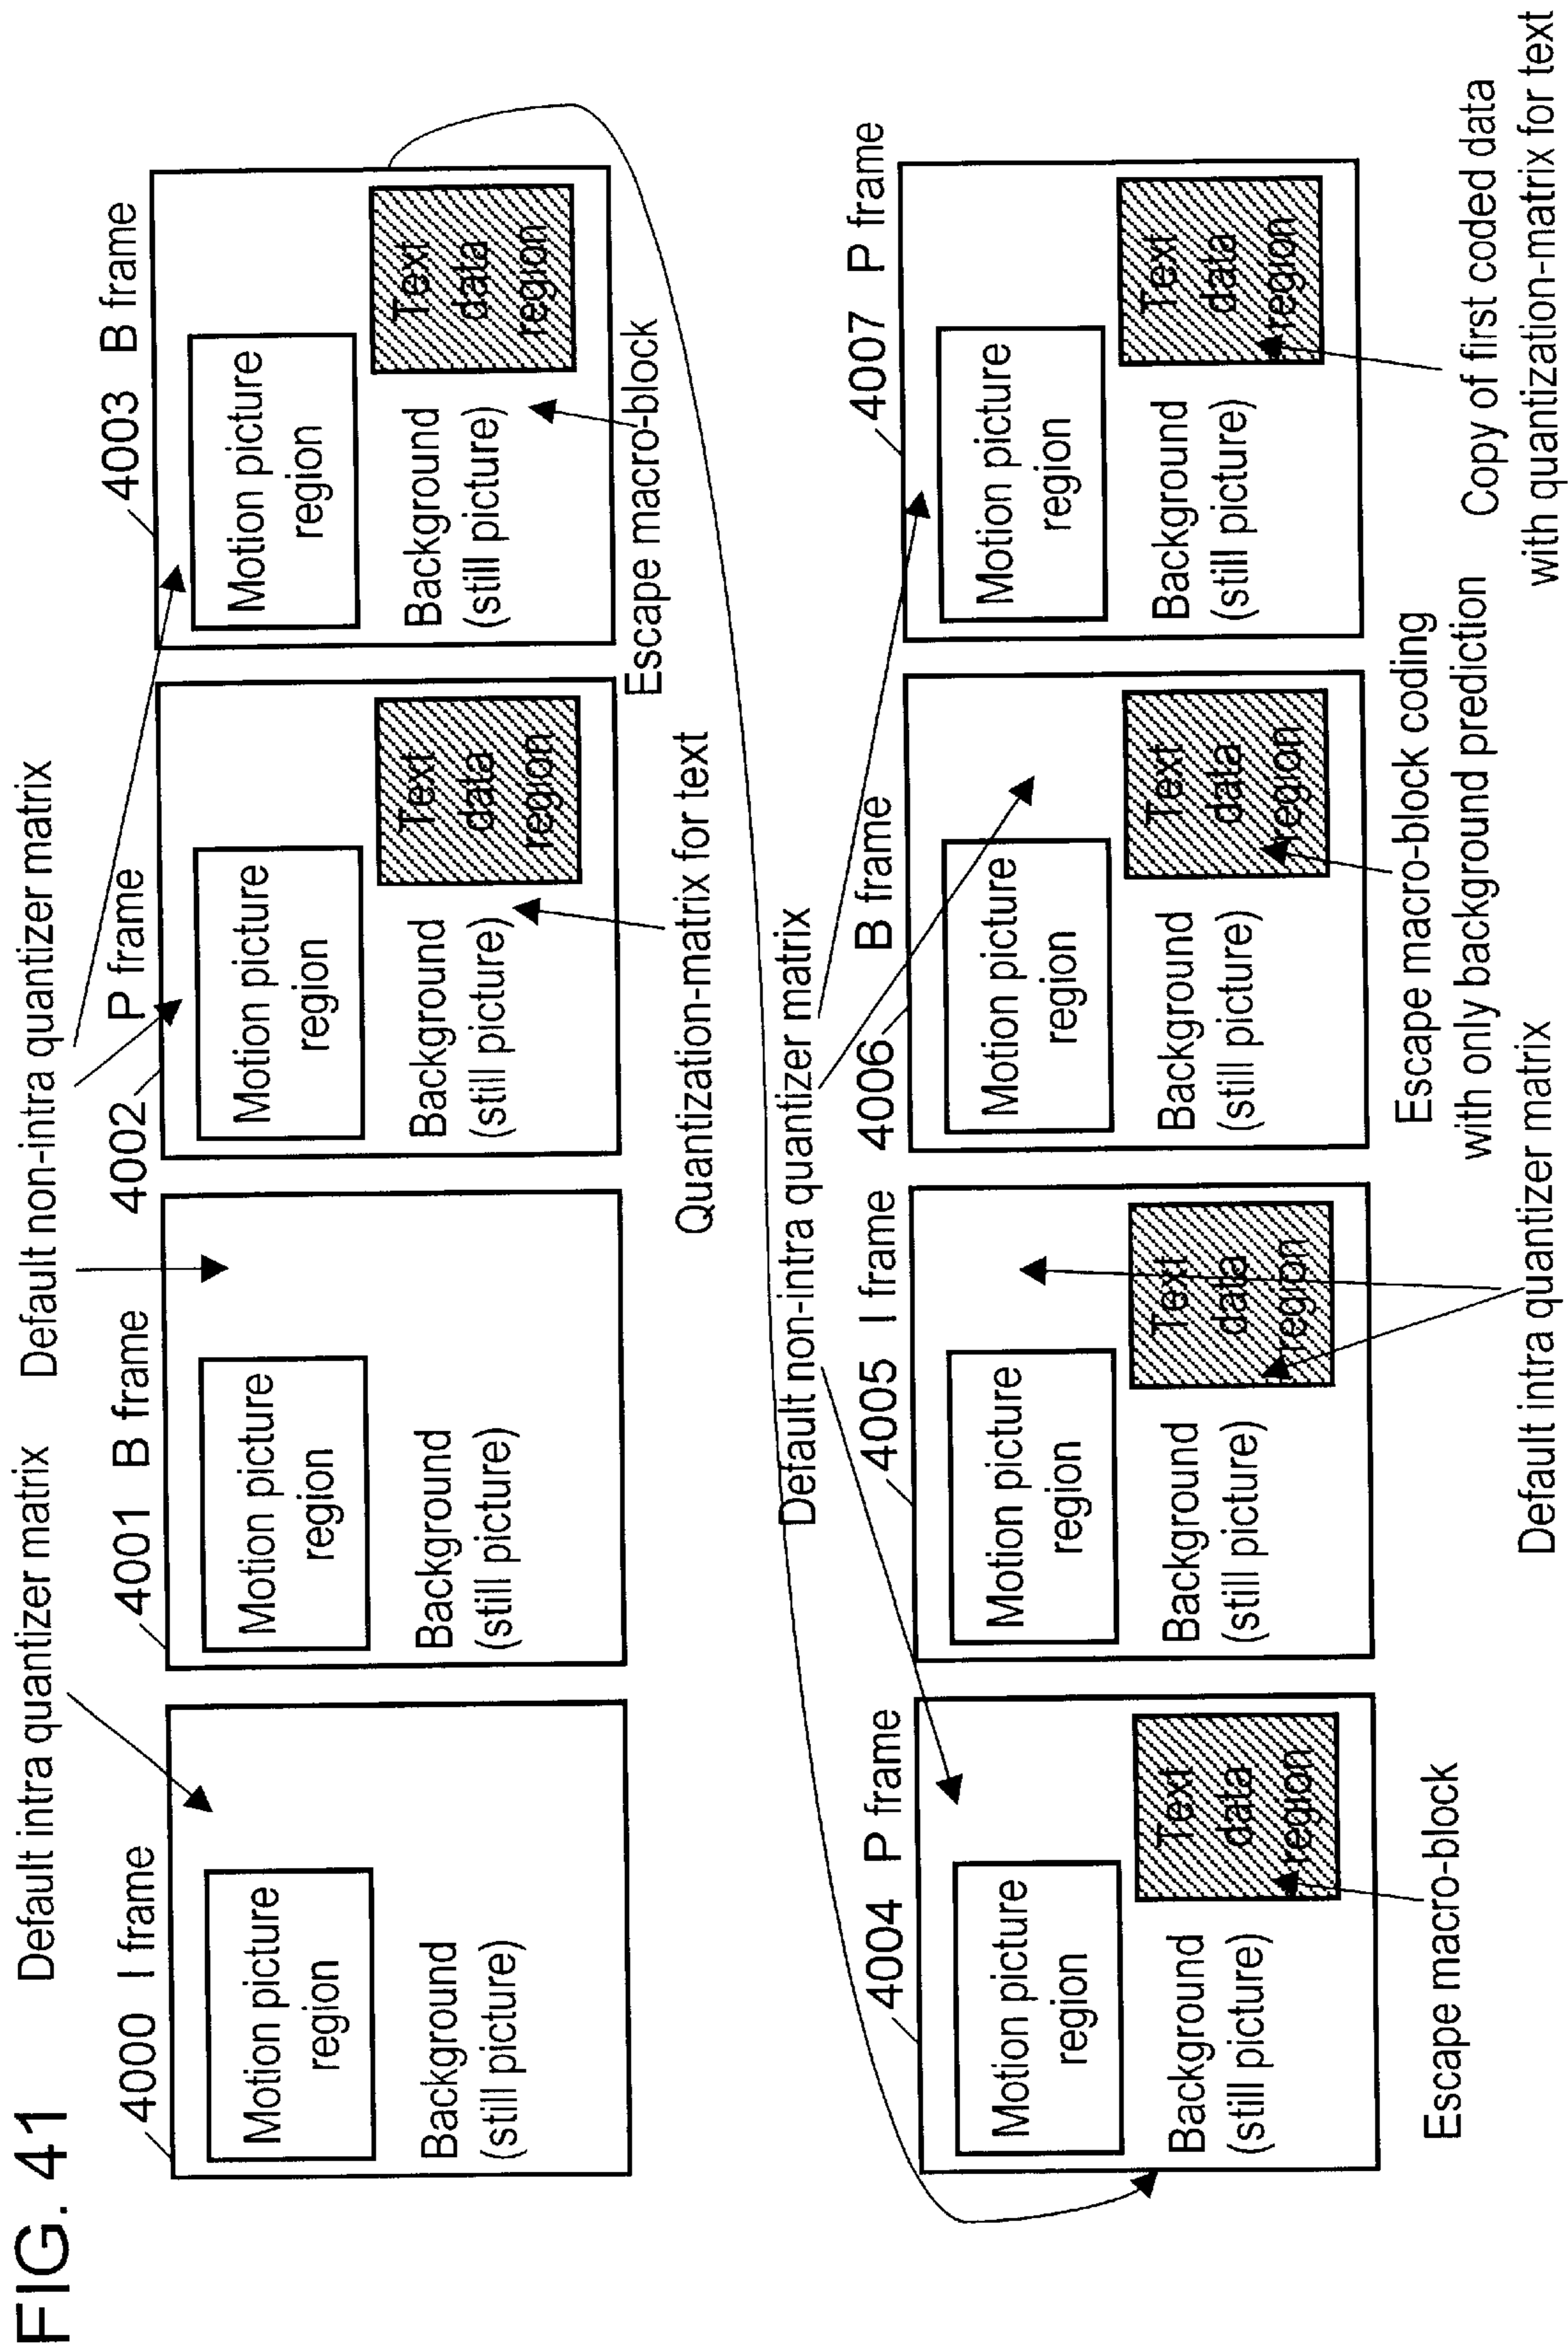 FIG. 41
Default intra quantizer matrix
Default non-intra quantizer matrix
4000 I frame
4001 B frame
4002 P frame
4003 B frame
Motion picture
region
Background
(still picture)
Motion picture
region
Background
(still picture)
Motion picture
region
Background
(still picture)
Text
data
region
Motion picture
region
Background
(still picture)
Text
data
region
Quantization-matrix for text
Escape macro-block
Default non-intra quantizer matrix
4004 P frame
4005 I frame
4006 B frame
4007 P frame
Motion picture
region
Background
(still picture)
Text
data
region
Motion picture
region
Background
(still picture)
Text
data
region
Motion picture
region
Background
(still picture)
Text
data
region
Motion picture
region
Background
(still picture)
Text
data
region
Escape macro-block
Default intra quantizer matrix
Escape macro-block coding
with only background prediction
Copy of first coded data
with quantization-matrix for text